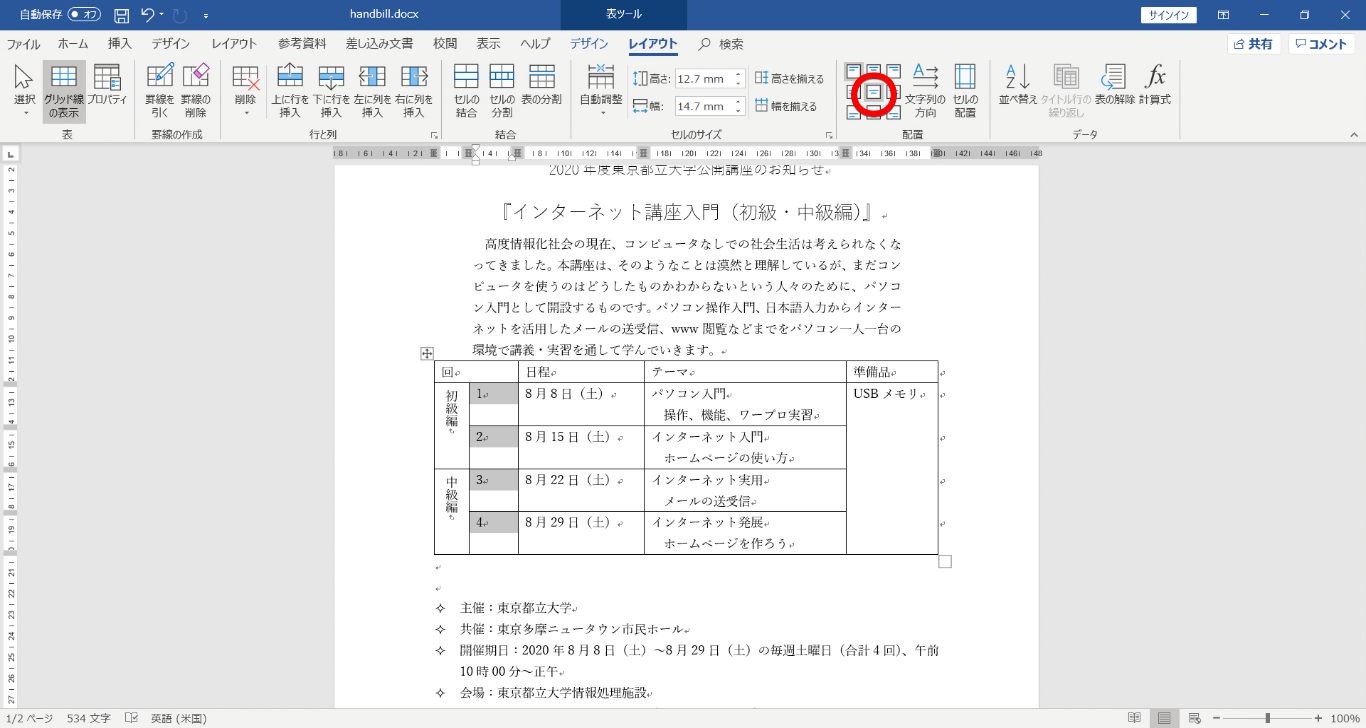 自動保存 オフ handbill.docx 表ツール サインイン
ファイル ホーム 挿入 デザイン レイアウト 参考資料 差し込み文書 校閲 表示 ヘルプ デザイン レイアウト 検索 共有 コメント
選択 グリッド線の表示 プロパティ 罫線を引く 罫線の削除 削除 上に行を挿入 下に行を挿入 左に列を挿入 右に列を挿入 セルの結合 セルの分割 表の分割 自動調整 高さ: 12.7 mm 高さを揃える
幅: 14.7 mm 幅を揃える 文字列の方向 セルの配置 並べ替え タイトル行の繰り返し 表の解除 計算式
表 罫線の作成 行と列 結合 セルのサイズ 配置 データ
2020 年度東京都立大学公開講座のお知らせ
『インターネット講座入門（初級・中級編）』
高度情報化社会の現在、コンピュータなしでの社会生活は考えられなくな
ってきました。本講座は、そのようなことは漠然と理解しているが、まだコン
ピュータを使うのはどうしたものかわからないという人々のために、パソコ
ン入門として開設するものです。パソコン操作入門、日本語入力からインター
ネットを活用したメールの送受信、www 閲覧などまでをパソコン一人一台の
環境で講義・実習を通して学んでいきます。
回 日程 テーマ 準備品
初級編 1 8 月 8 日（土） パソコン入門 USB メモリ
操作、機能、ワープロ実習
2 8 月 15 日（土） インターネット入門
ホームページの使い方
中級編 3 8 月 22 日（土） インターネット実用
メールの送受信
4 8 月 29 日（土） インターネット発展
ホームページを作ろう
主催：東京都立大学
共催：東京多摩ニュータウン市民ホール
開催期日：2020 年 8 月 8 日（土）～8 月 29 日（土）の毎週土曜日（合計 4 回）、午前
10 時 00 分～正午
会場：東京都立大学情報処理施設
1/2 ページ 534 文字 英語 (米国) 100%